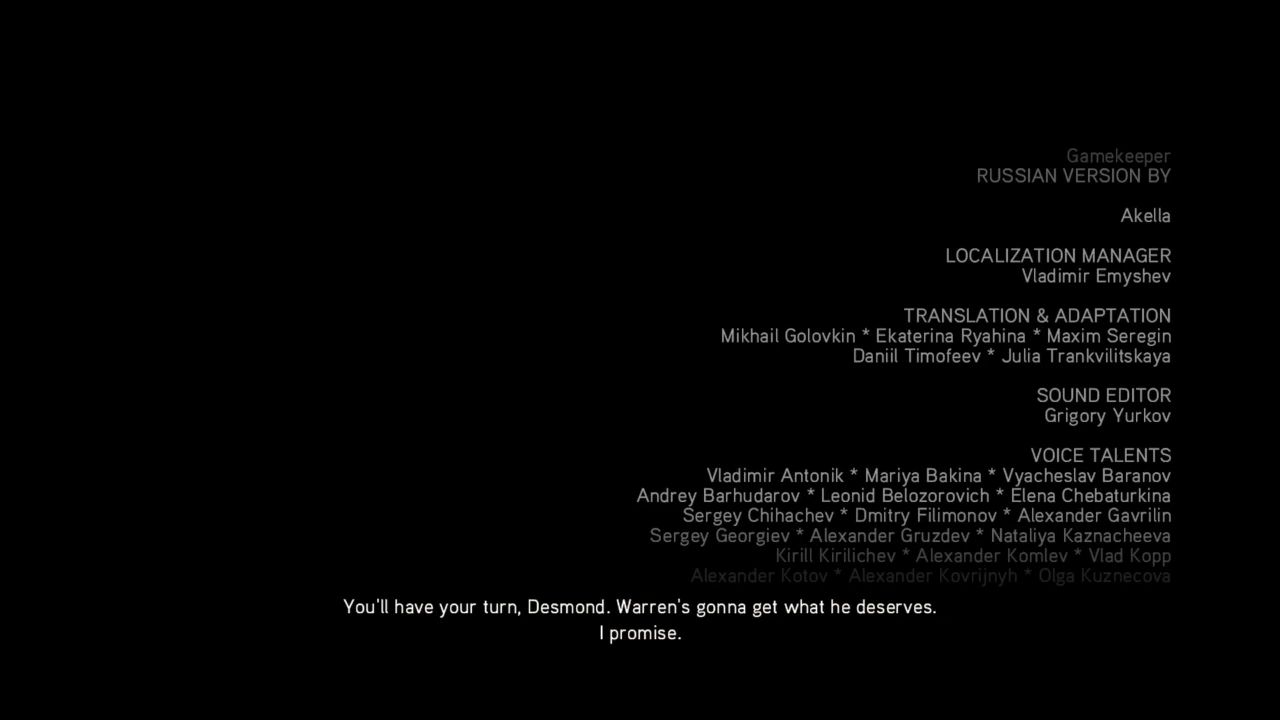 Gamekeeper
RUSSIAN VERSION BY
Akella
LOCALIZATION MANAGER
Vladimir Emyshev
TRANSLATION & ADAPTATION
Mikhail Golovkin * Ekaterina Ryahina * Maxim Seregin
Daniil Timofeev * Julia Trankvilitskaya
SOUND EDITOR
Grigory Yurkov
VOICE TALENTS
Vladimir Antonik * Mariya Bakina * Vyacheslav Baranov
Andrey Barhudarov * Leonid Belozorovich * Elena Chebaturkina
Sergey Chihachev * Dmitry Filimonov * Alexander Gavrilin
Sergey Georgiev * Alexander Gruzdev * Nataliya Kaznacheeva
Kirill Kirilichev * Alexander Komlev * Vlad Kopp
Alexander Kotov * Alexander Kovrijnyh * Olga Kuznecova
You'll have your turn, Desmond. Warren's gonna get what he deserves.
I promise.